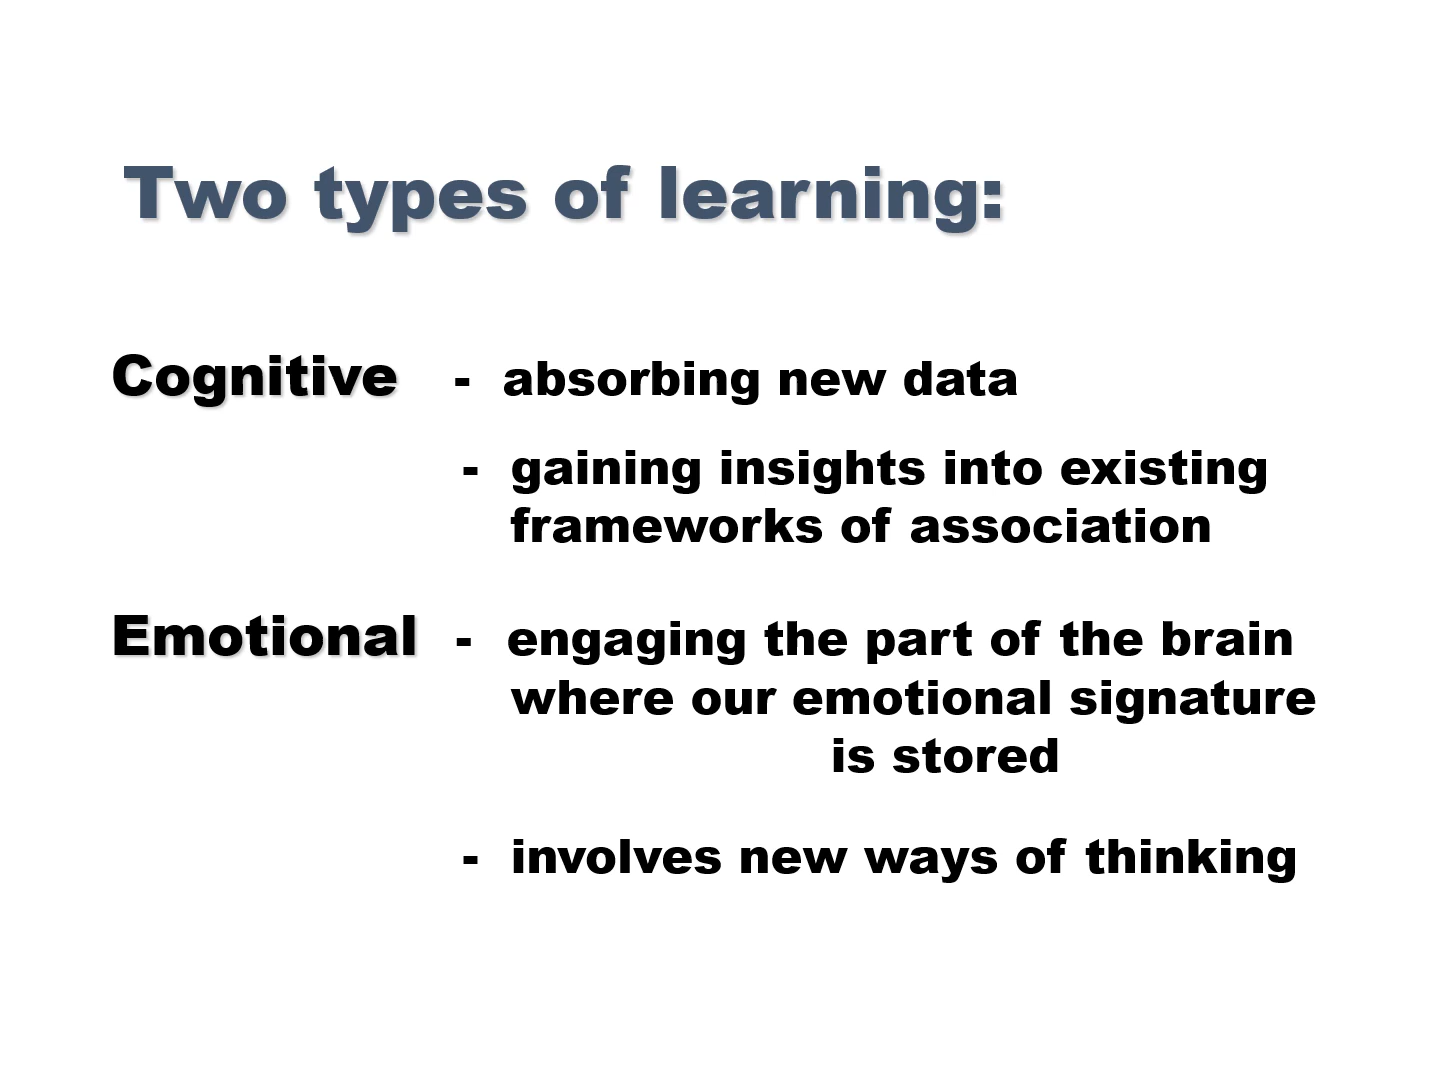 Two types of learning:
Cognitive - absorbing new data
- gaining insights into existing
frameworks of association
Emotional - engaging the part of the brain
where our emotional signature
is stored
- involves new ways of thinking